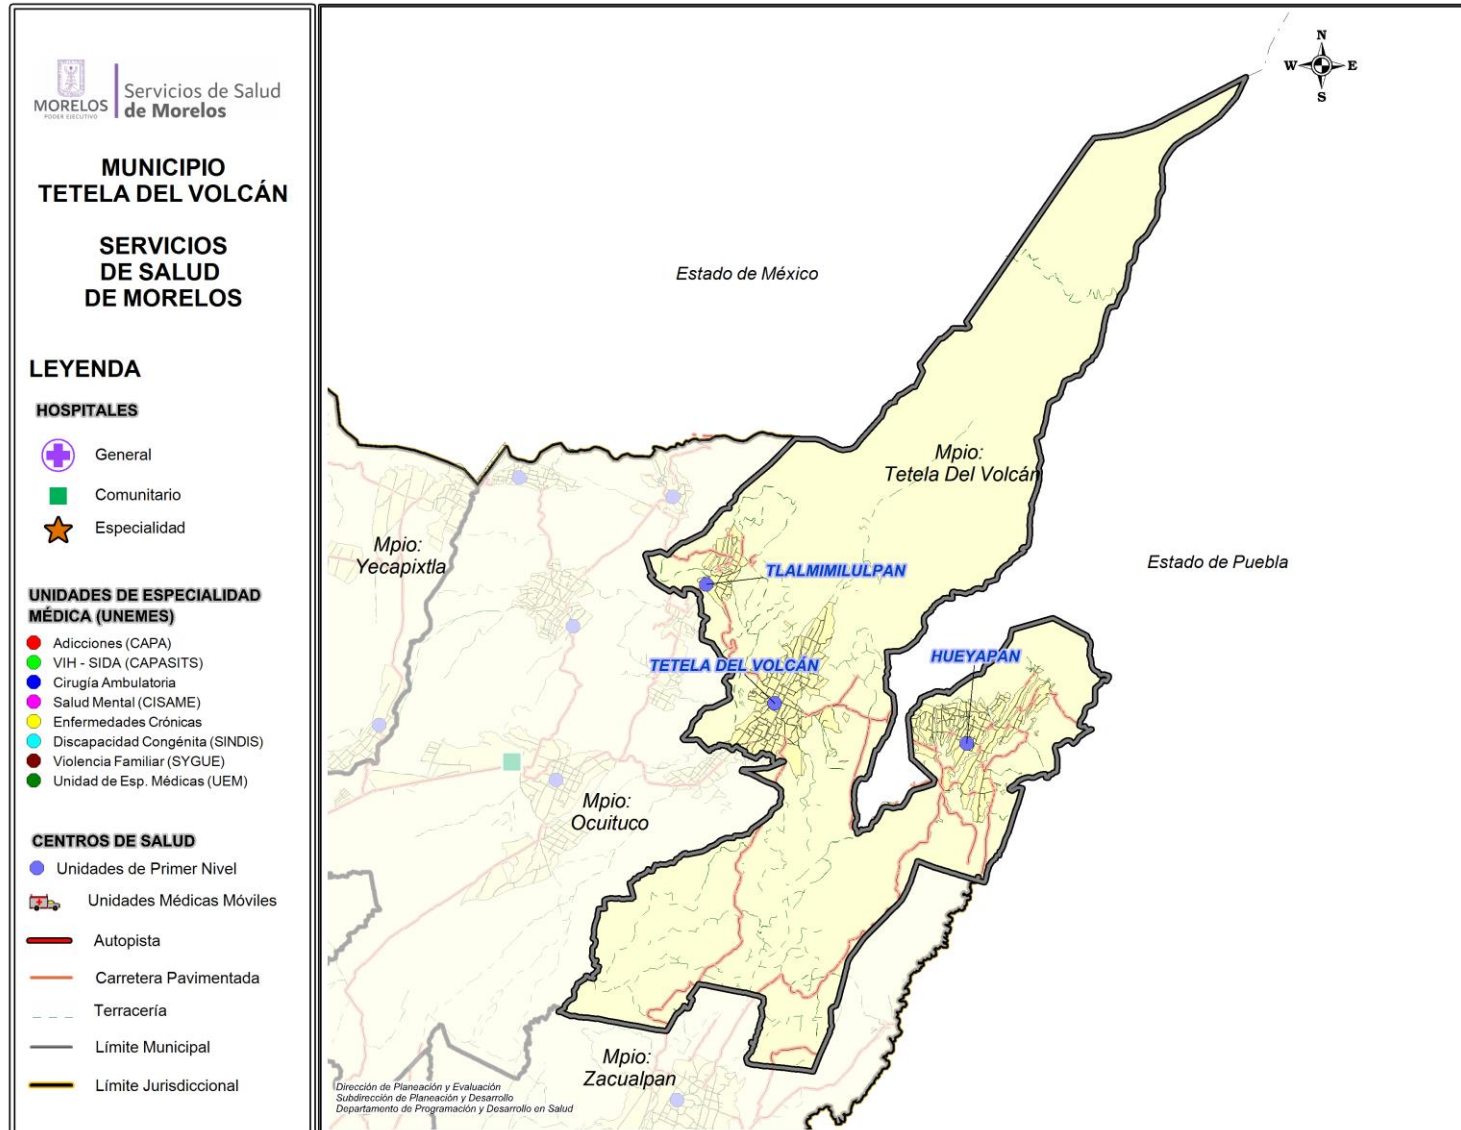 MORELOS
PODER EJECUTIVO
Servicios de Salud
de Morelos
MUNICIPIO
TETELA DEL VOLCÁN
SERVICIOS
DE SALUD
DE MORELOS
LEYENDA
HOSPITALES
General
Comunitario
Especialidad
UNIDADES DE ESPECIALIDAD
MÉDICA (UNEMES)
Adicciones (CAPA)
VIH - SIDA (CAPASITS)
Cirugía Ambulatoria
Salud Mental (CISAME)
Enfermedades Crónicas
Discapacidad Congénita (SINDIS)
Violencia Familiar (SYGUE)
Unidad de Esp. Médicas (UEM)
CENTROS DE SALUD
Unidades de Primer Nivel
Unidades Médicas Móviles
Autopista
Carretera Pavimentada
Terracería
Límite Municipal
Límite Jurisdiccional
N
W E
S
Estado de México
Mpio:
Tetela Del Volcán
Mpio:
Yecapixtla
Estado de Puebla
TLALMIMILULPAN
TETELA DEL VOLCÁN
HUEYAPAN
Mpio:
Ocuituco
Mpio:
Zacualpan
Dirección de Planeación y Evaluación
Subdirección de Planeación y Desarrollo
Departamento de Programación y Desarrollo en Salud